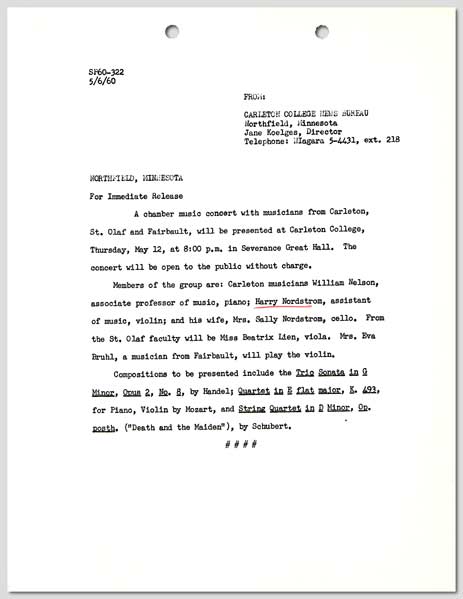 SF60-322
5/6/60
FROM:
CARLETON COLLEGE NEWS BUREAU
Northfield, Minnesota
Jane Koelges, Director
Telephone: NIagara 5-4431, ext. 218
NORTHFIELD, MINNESOTA
For Immediate Release
A chamber music concert with musicians from Carleton,
St. Olaf and Fairbault, will be presented at Carleton College,
Thursday, May 12, at 8:00 p.m. in Severance Great Hall. The
concert will be open to the public without charge.
Members of the group are: Carleton musicians William Nelson,
associate professor of music, piano; Harry Nordstrom, assistant
of music, violin; and his wife, Mrs. Sally Nordstrom, cello. From
the St. Olaf faculty will be Miss Beatrix Lien, viola. Mrs. Eva
Bruhl, a musician from Fairbault, will play the violin.
Compositions to be presented include the Trio Sonata in G
Minor, Opus 2, No. 8, by Handel; Quartet in E flat major, K. 493,
for Piano, Violin by Mozart, and String Quartet in D Minor, Op.
posth. ("Death and the Maiden"), by Schubert.
####